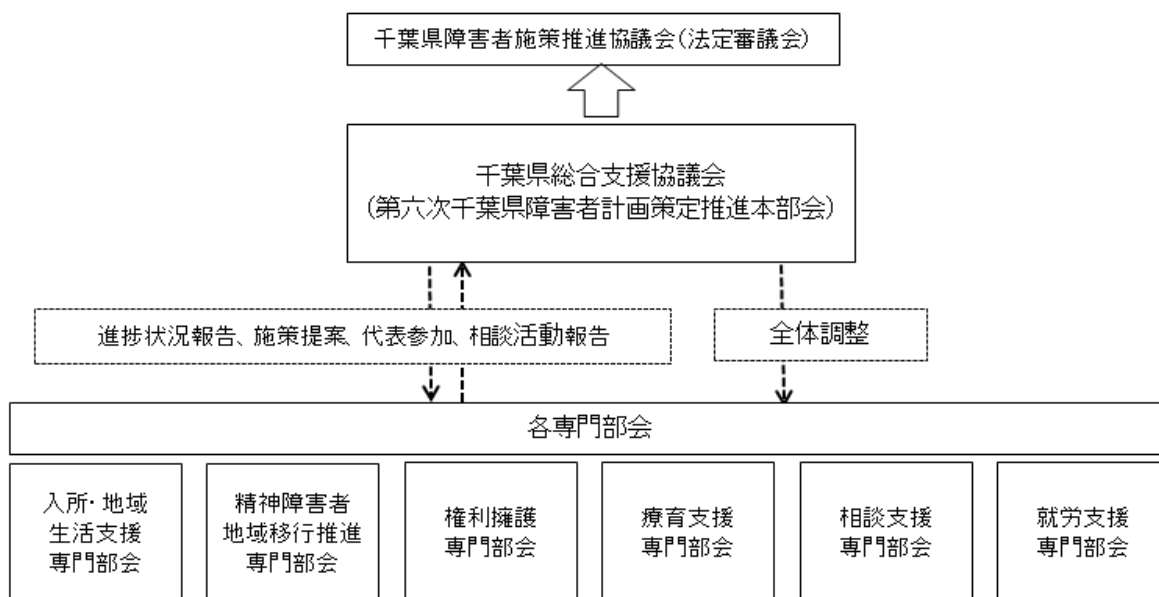 千葉県障害者施策推進協議会(法定審議会)
千葉県総合支援協議会
(第六次千葉県障害者計画策定推進本部会)
進捗状況報告、施策提案、代表参加、相談活動報告
全体調整
各専門部会
入所・地域
生活支援
専門部会
精神障害者
地域移行推進
専門部会
権利擁護
専門部会
療育支援
専門部会
相談支援
専門部会
就労支援
専門部会